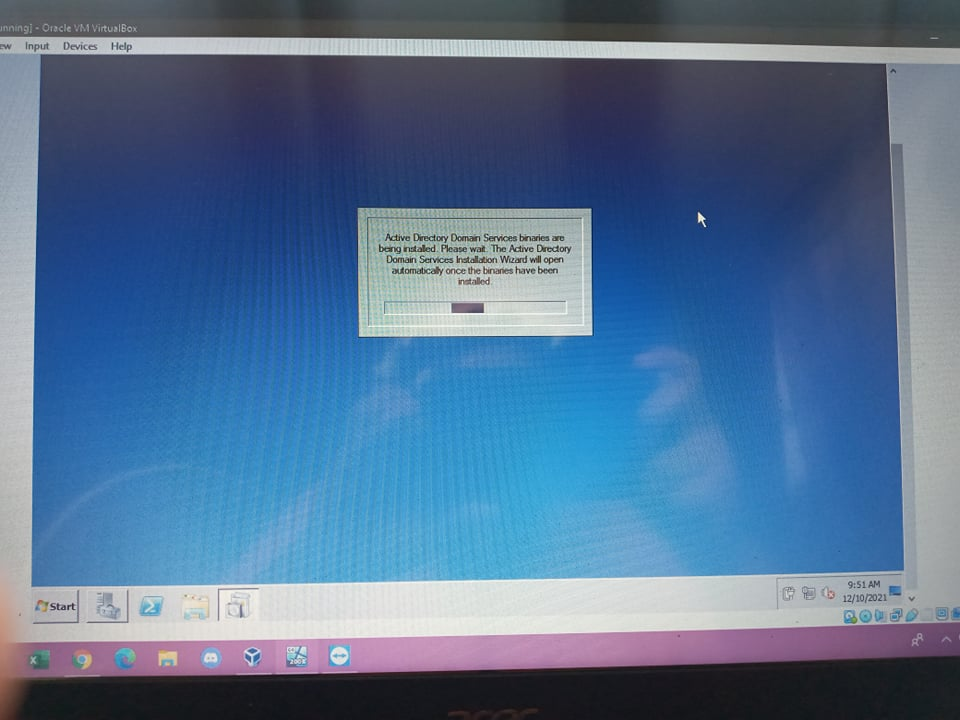 unning] - Oracle VM VirtualBox
ew Input Devices Help
Active Directory Domain Services binaries are
being installed. Please wait. The Active Directory
Domain Services Installation Wizard will open
automatically once the binaries have been
installed.
Start
9:51 AM
12/10/2021
acer